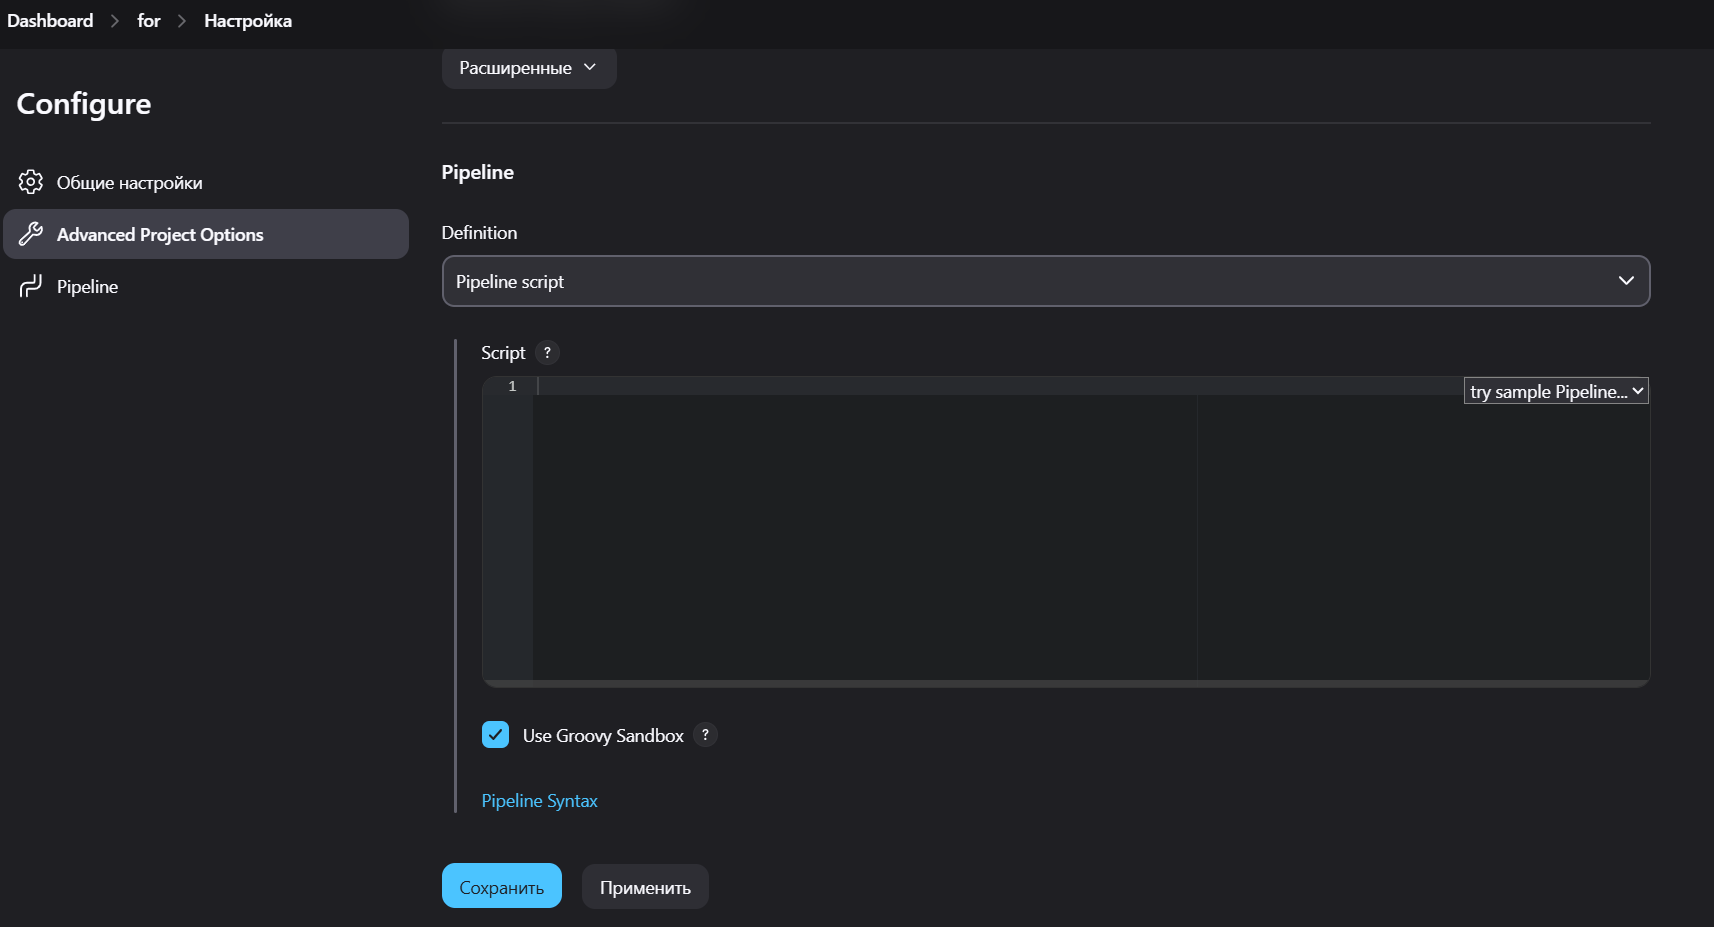 Dashboard > for > Настройка
Расширенные
Configure
Общие настройки
Advanced Project Options
Pipeline
Pipeline
Definition
Pipeline script
Script ?
1
try sample Pipeline...
Use Groovy Sandbox ?
Pipeline Syntax
Сохранить
Применить